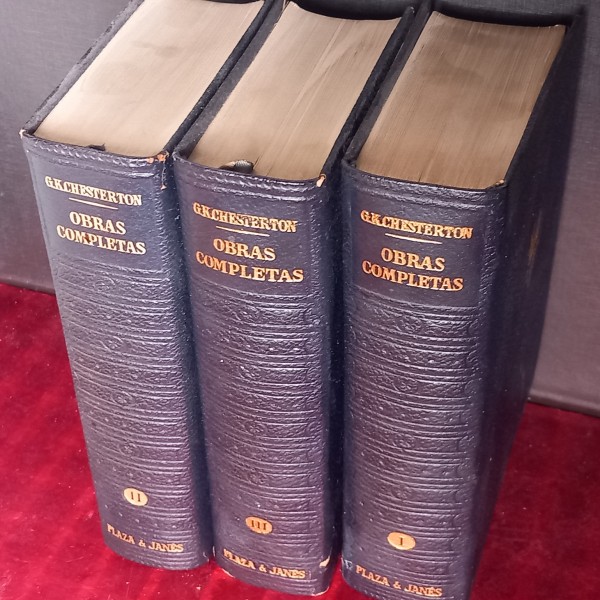 G.K.CHESTERTON
OBRAS
COMPLETAS
II
PLAZA & JANÉS
G.K.CHESTERTON
OBRAS
COMPLETAS
III
PLAZA & JANÉS
G.K.CHESTERTON
OBRAS
COMPLETAS
I
PLAZA & JANÉS